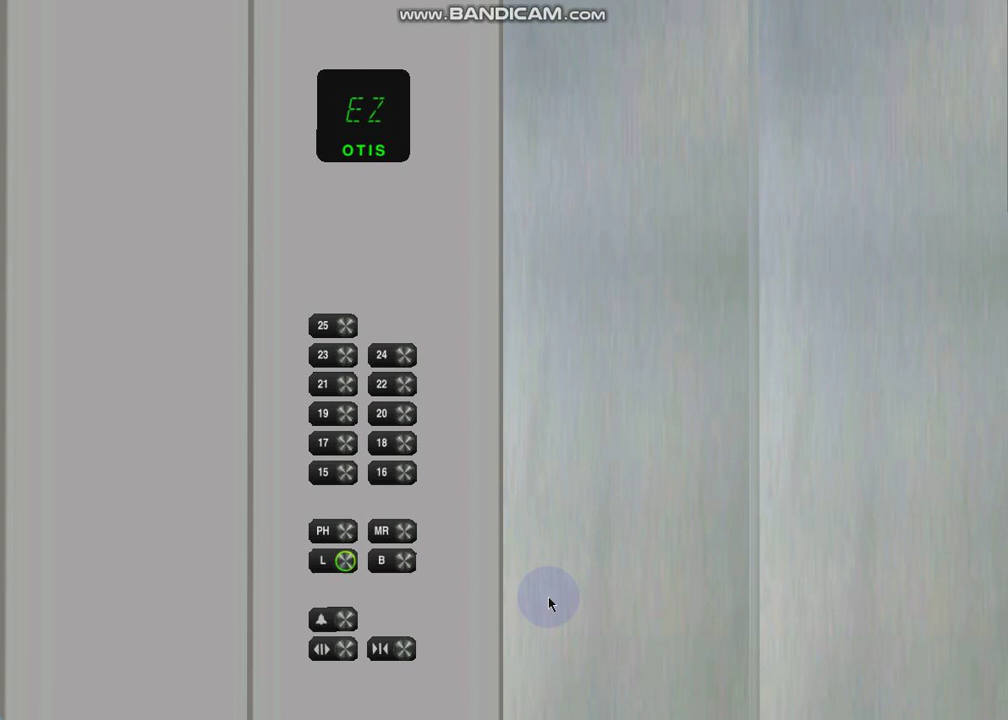 www.BANDICAM.com
EZ
OTIS
25
23 24
21 22
19 20
17 18
15 16
PH MR
L B